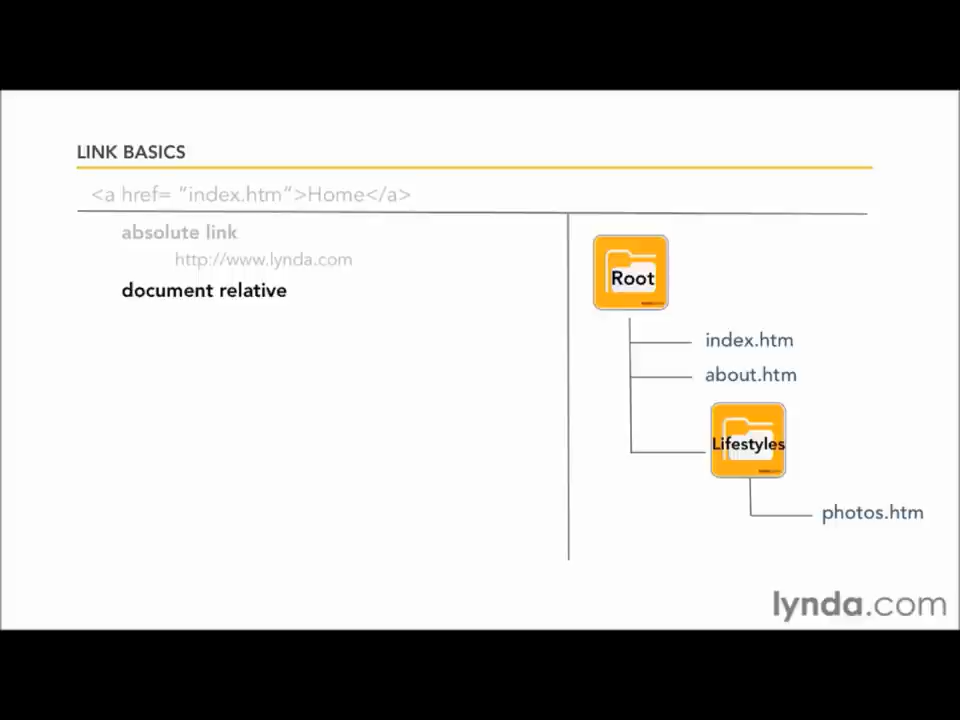 LINK BASICS
<a href= “index.htm“>Home</a>
absolute link
http://www.lynda.com
document relative
Root
index.htm
about.htm
Lifestyles
photos.htm
lynda.com